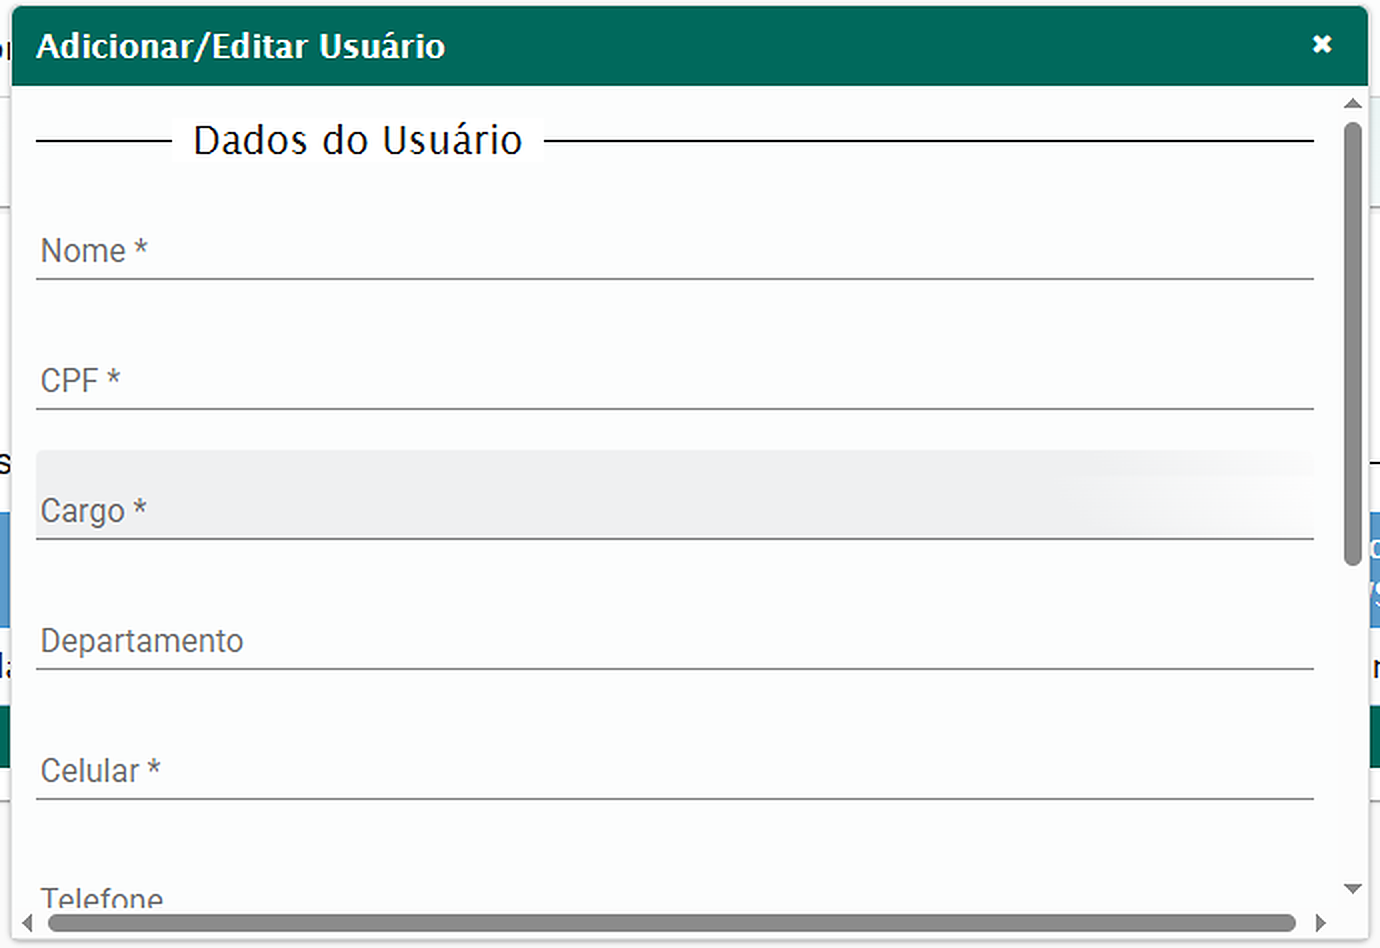 Adicionar/Editar Usuário
Dados do Usuário
Nome *
CPF *
Cargo *
Departamento
Celular *
Telefone